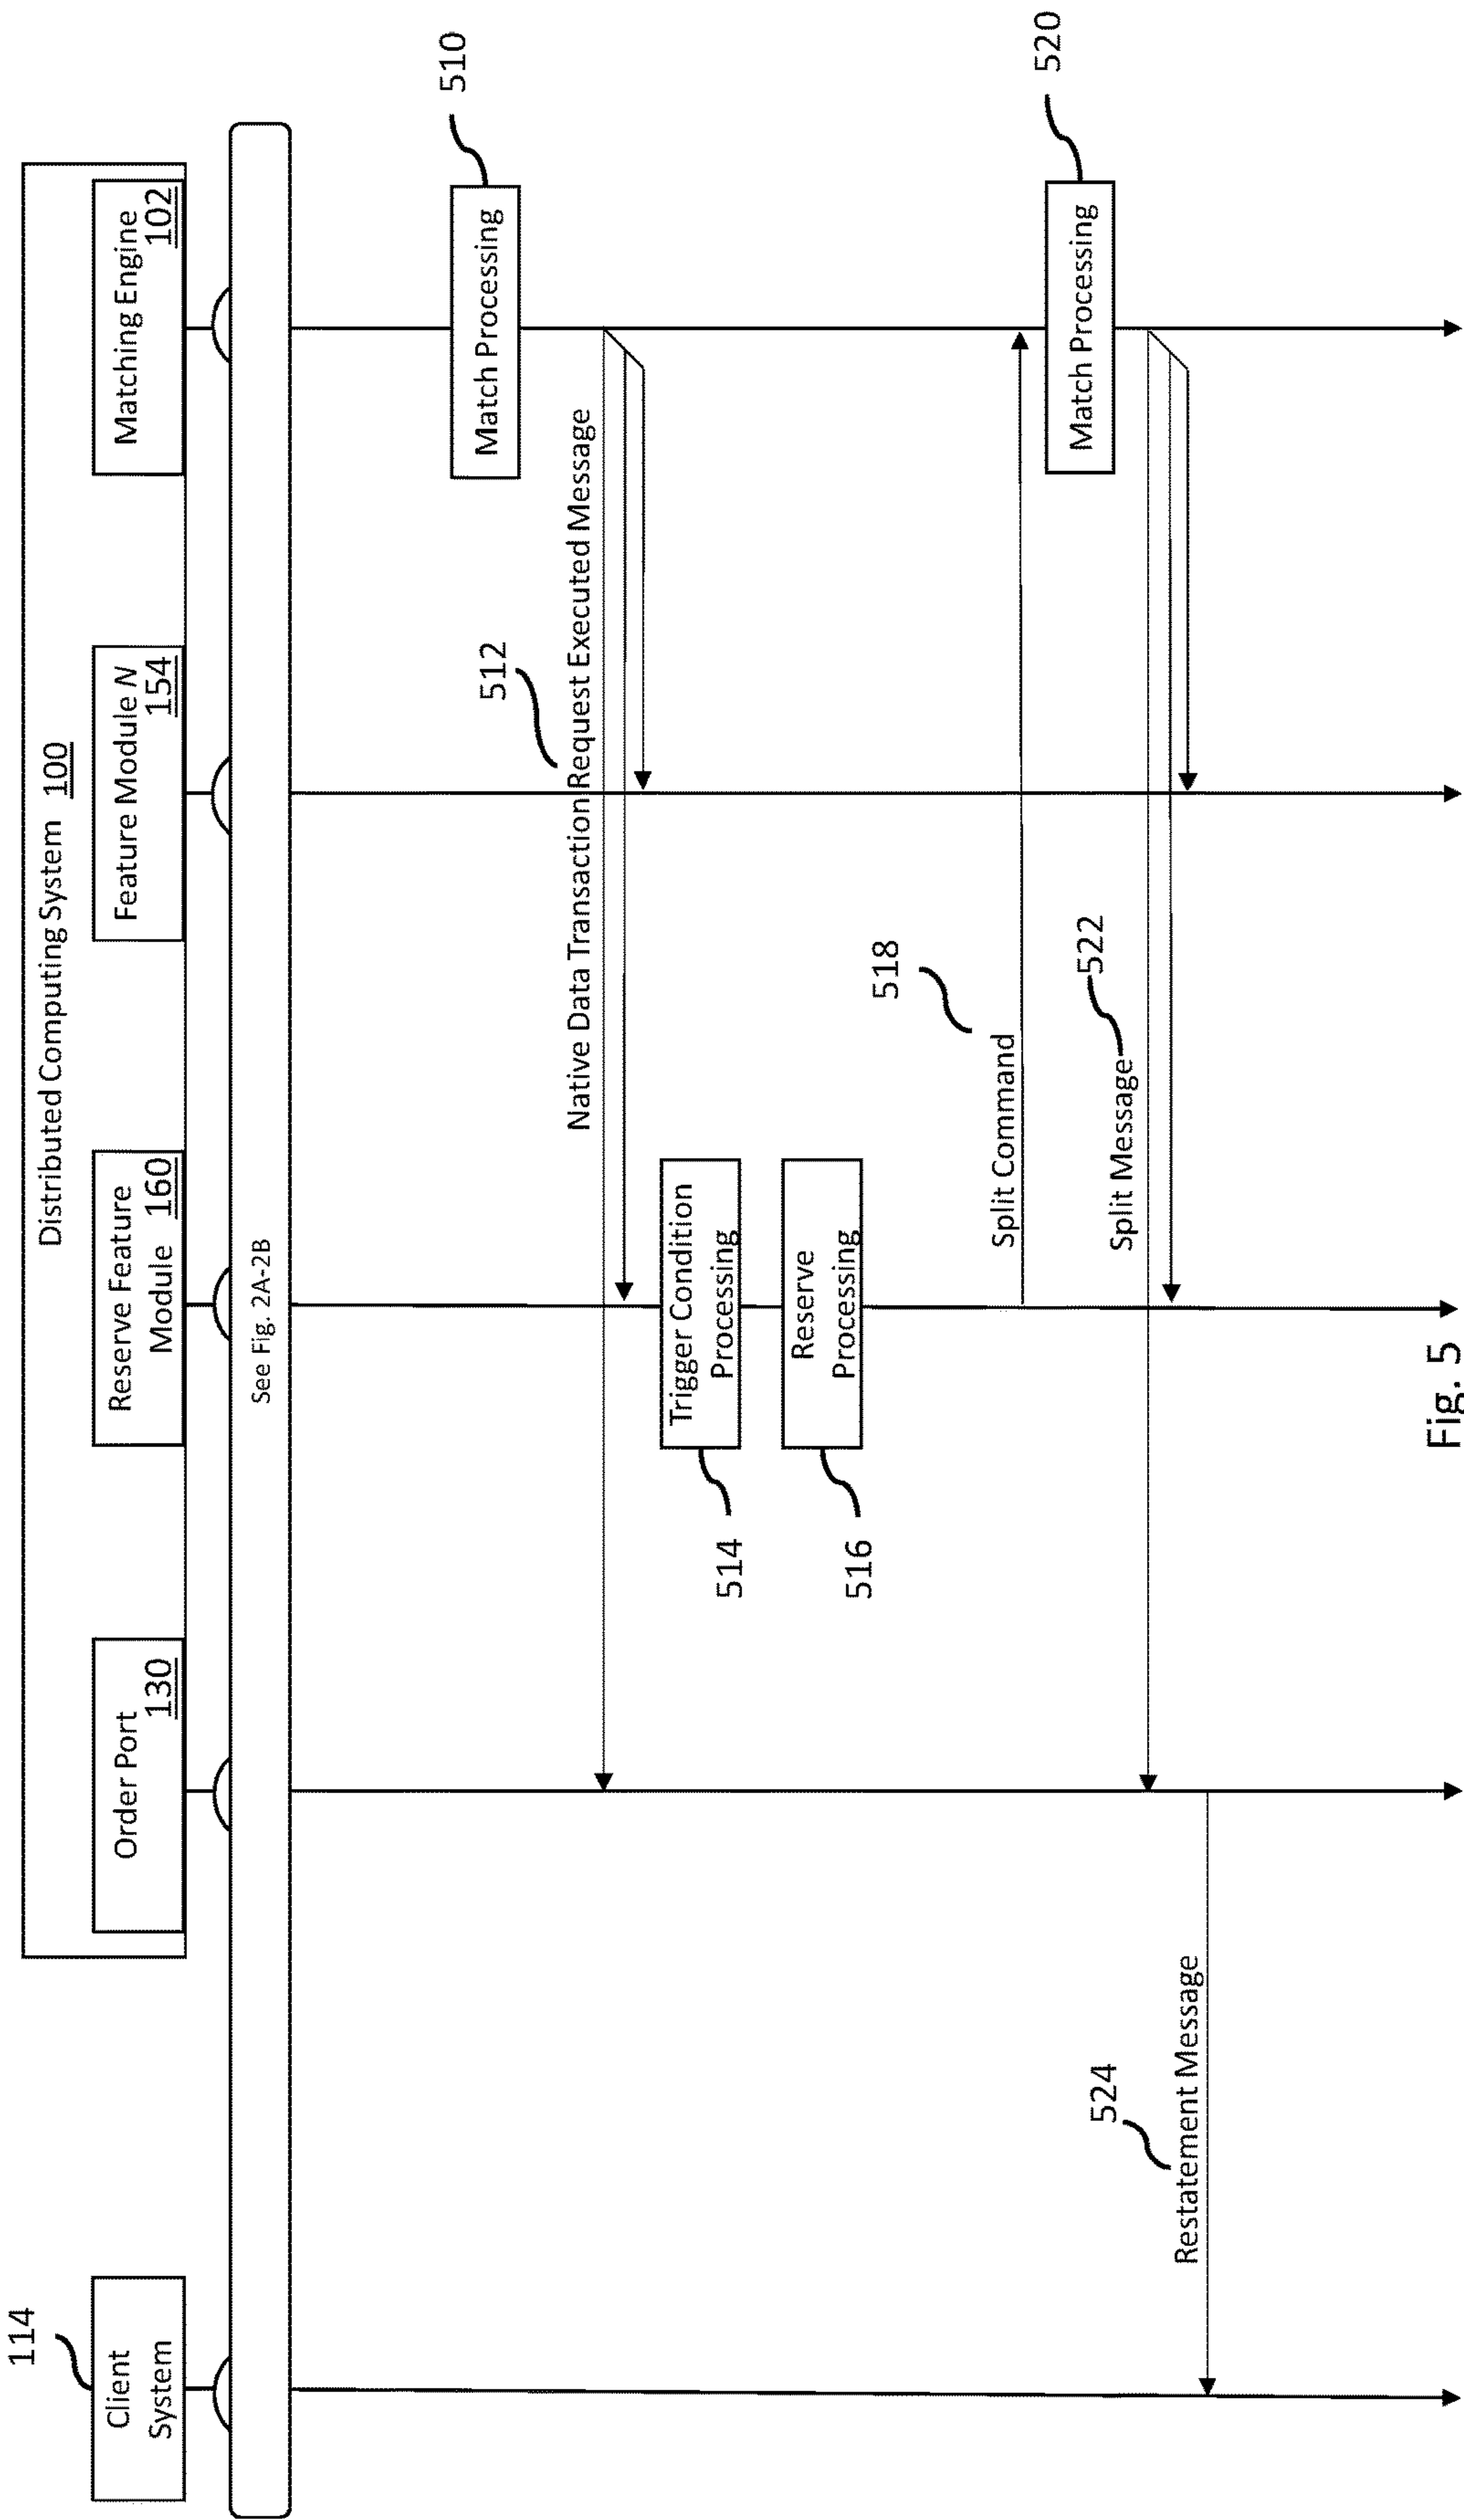 Distributed Computing System 100
114
Client
System
Order Port
130
Reserve Feature
Module 160
Feature Module N
154
Matching Engine
102
See Fig. 2A-2B
Match Processing
510
512
Native Data Transaction Request Executed Message
Trigger Condition
Processing
514
Reserve
Processing
516
518
Split Command
Match Processing
520
Split Message
522
524
Restatement Message
Fig. 5